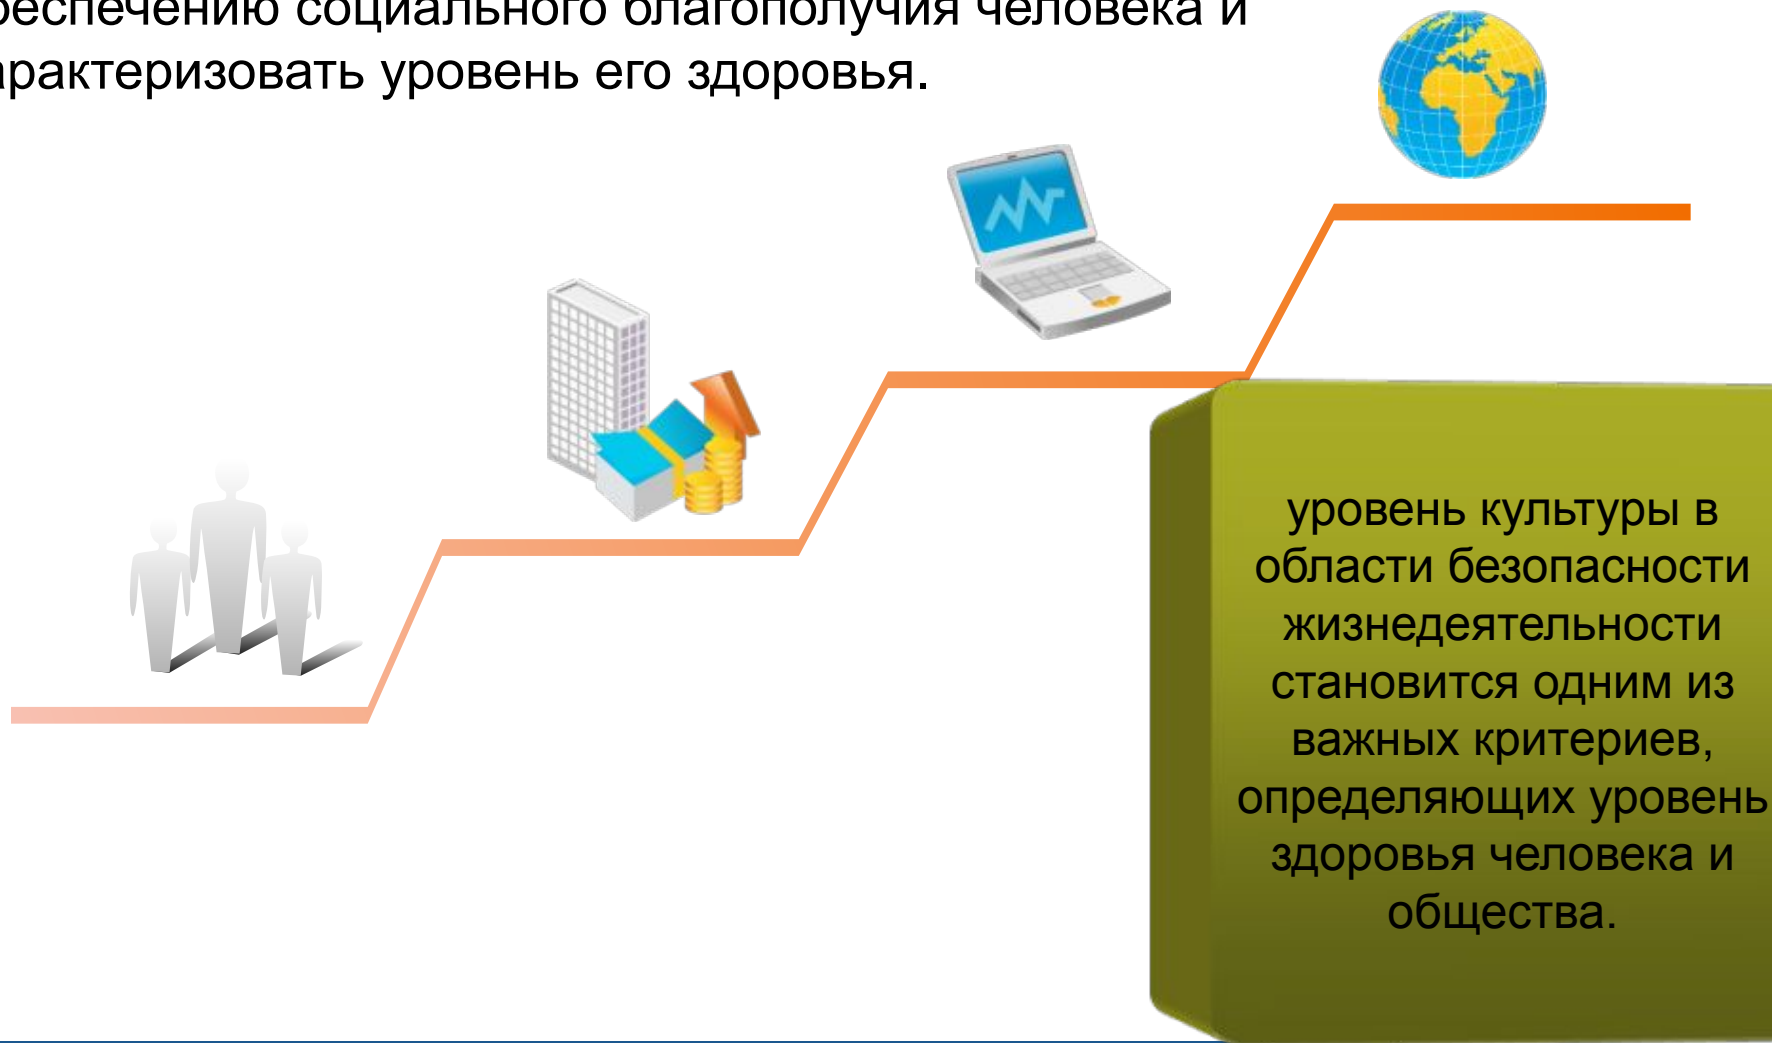 беспечению социального благополучия человека и
арактеризовать уровень его здоровья.
уровень культуры в
области безопасности
жизнедеятельности
становится одним из
важных критериев,
определяющих уровень
здоровья человека и
общества.